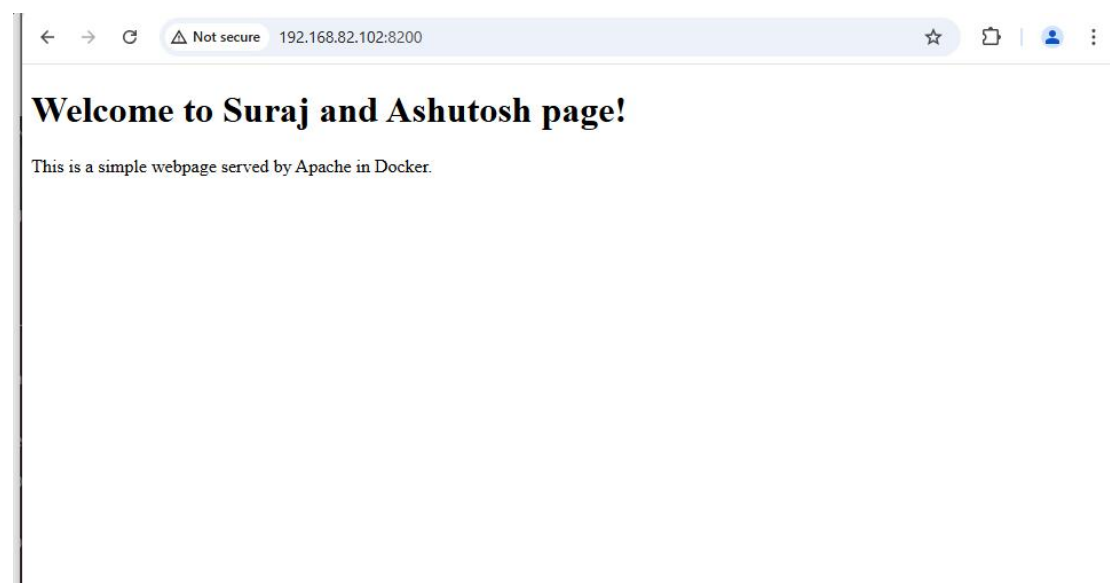 Not secure 192.168.82.102:8200
Welcome to Suraj and Ashutosh page!
This is a simple webpage served by Apache in Docker.